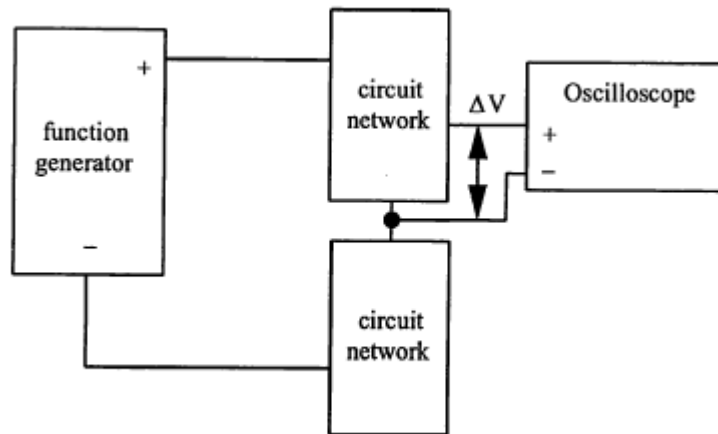 +
function
generator
–
circuit
network
ΔV
Oscilloscope
+
–
circuit
network